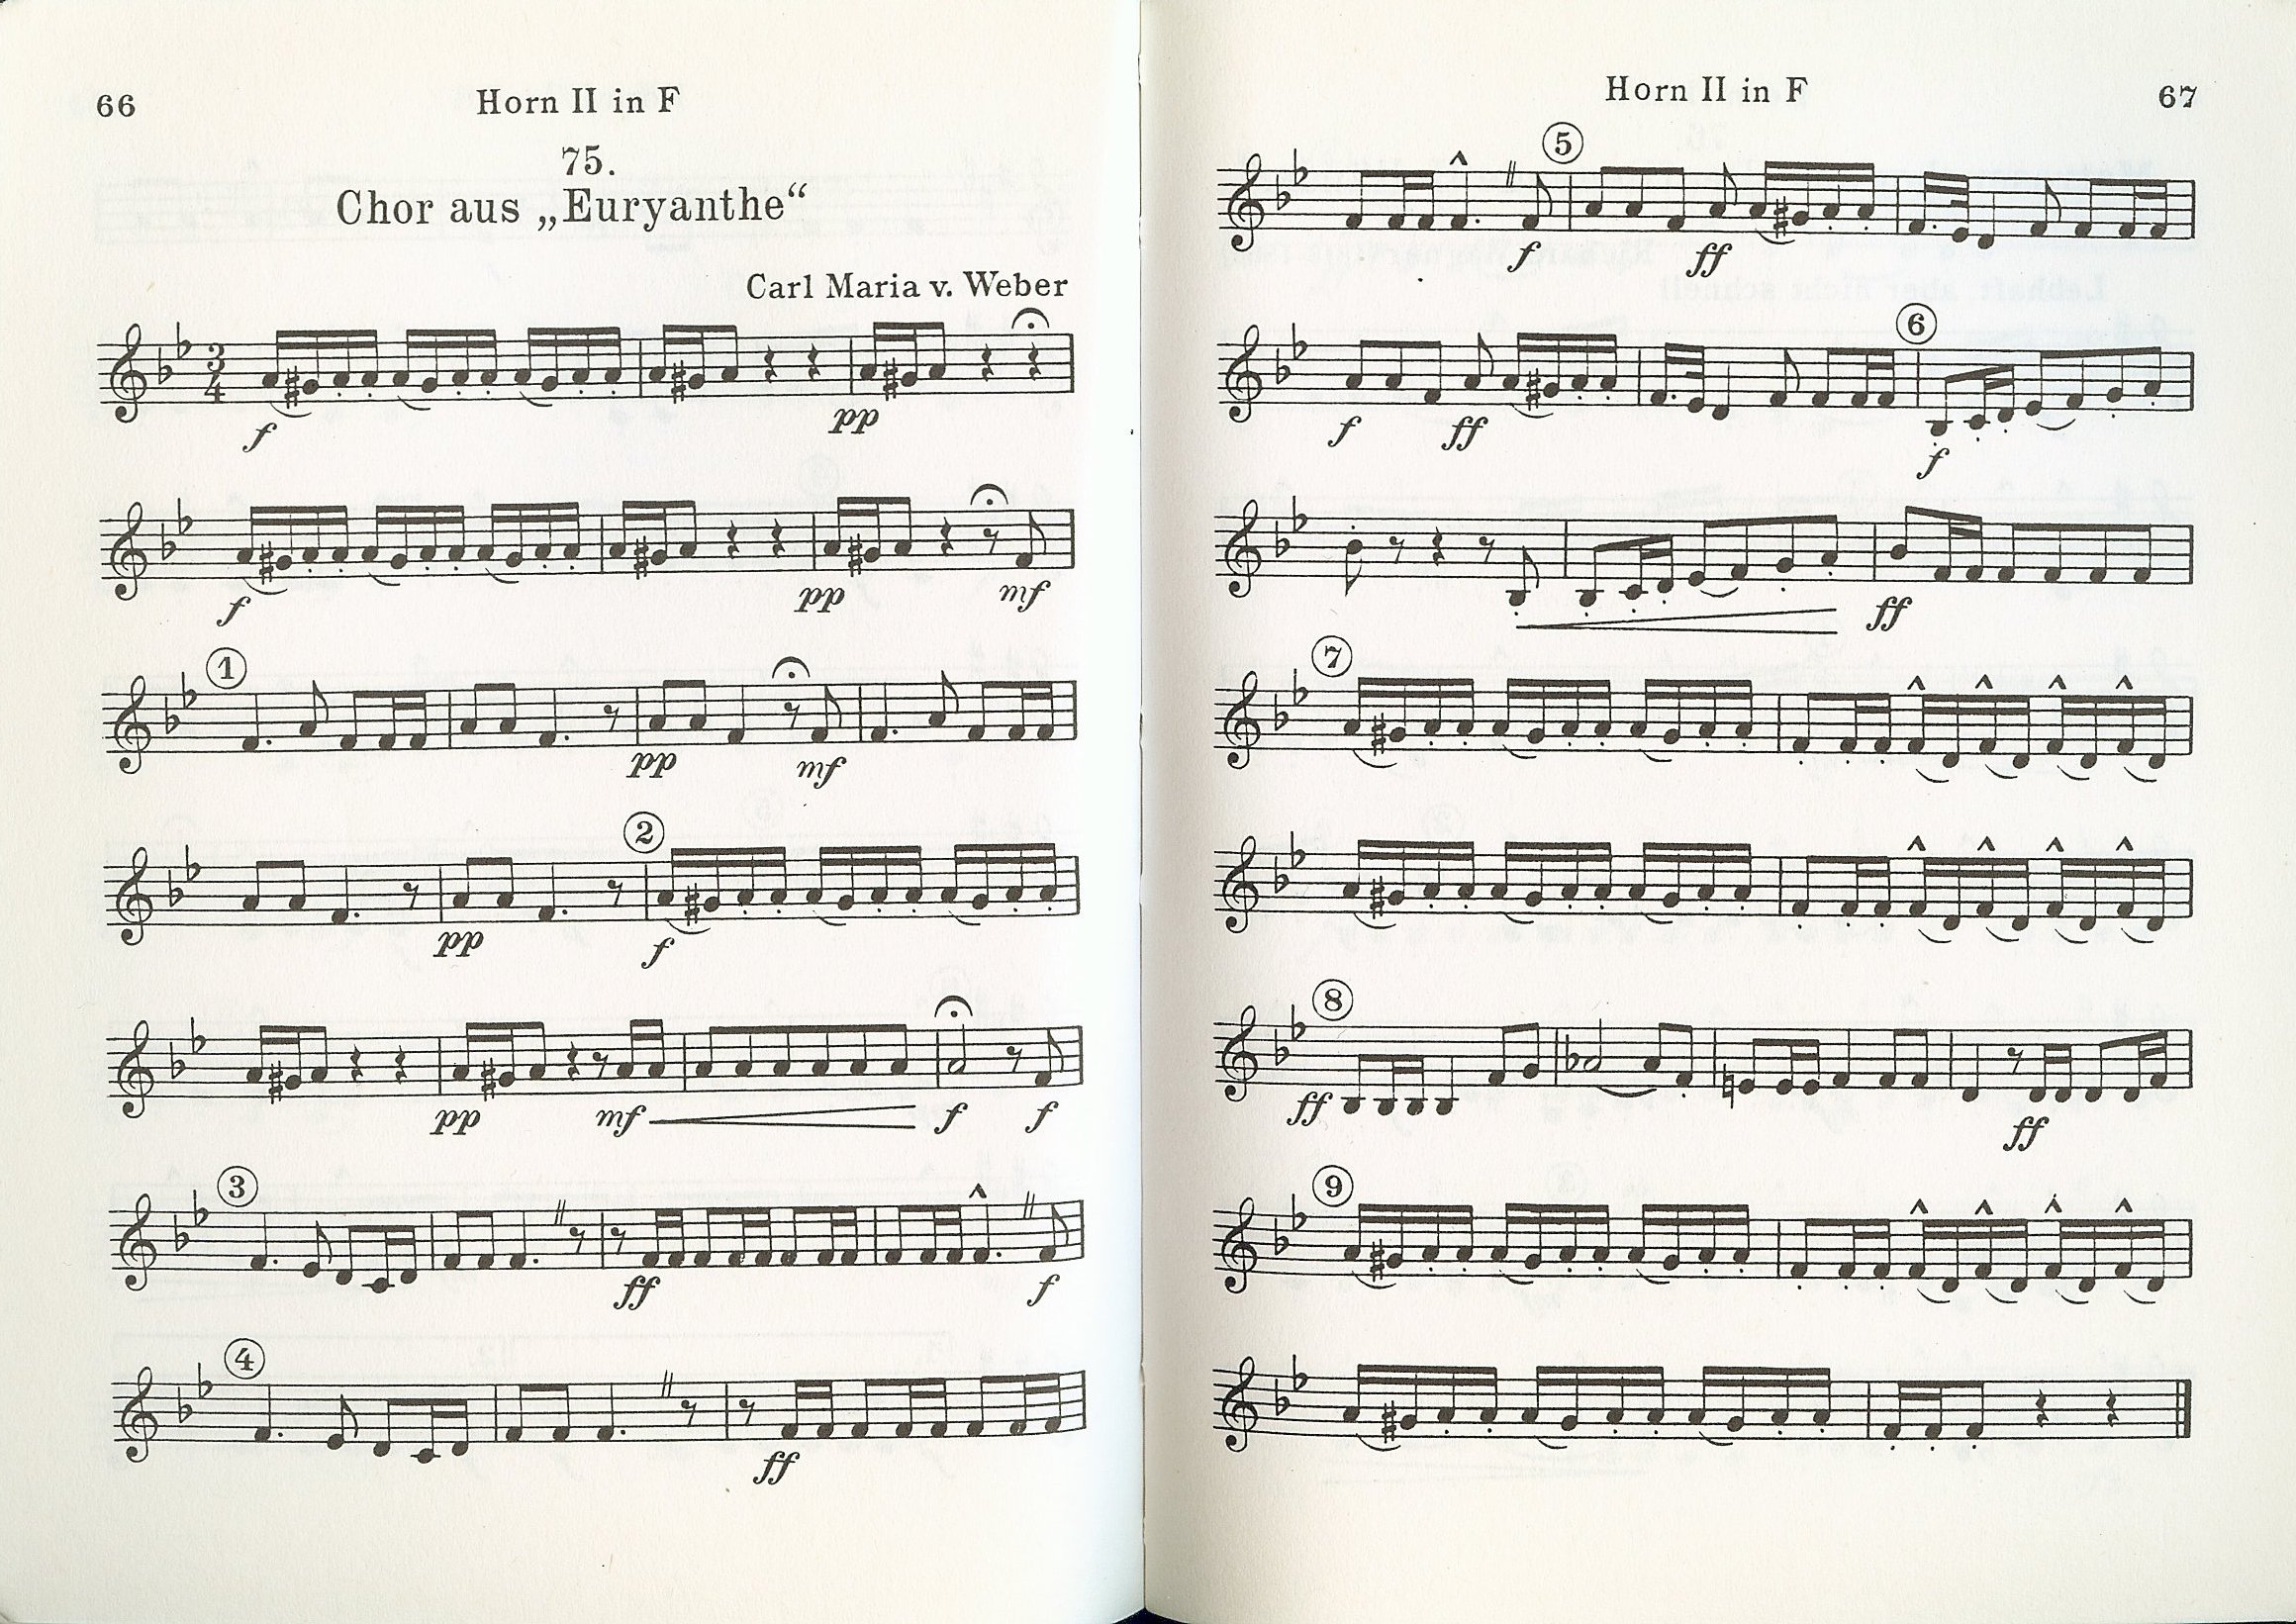 66
Horn II in F
75.
Chor aus „Euryanthe“
Carl Maria v. Weber
3
4
f
pp
f
pp
mf
1
pp
mf
2
pp
f
pp
mf
f
f
3
ff
f
4
ff
Horn II in F
67
5
f
ff
6
f
ff
f
ff
7
8
ff
ff
9